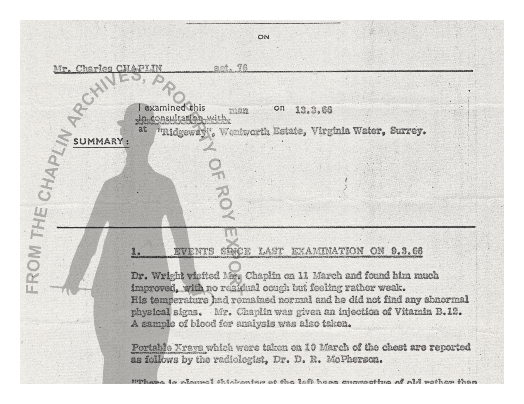 ON
Mr. Charles CHAPLIN aet. 76
I examined this man on 13.3.66
in consultation with
at "Ridgeway", Wentworth Estate, Virginia Water, Surrey.
SUMMARY:
1. EVENTS SINCE LAST EXAMINATION ON 9.3.66
Dr. Wright visited Mr. Chaplin on 11 March and found him much
improved, with no residual cough but feeling rather weak.
His temperature had remained normal and he did not find any abnormal
physical signs. Mr. Chaplin was given an injection of Vitamin B.12.
A sample of blood for analysis was also taken.
Portable Xrays which were taken on 10 March of the chest are reported
as follows by the radiologist, Dr. D. R. McPherson.
"There is pleural thickening at the left base suggestive of old rather than
FROM THE CHAPLIN ARCHIVES, PROPERTY OF ROY EXPORT